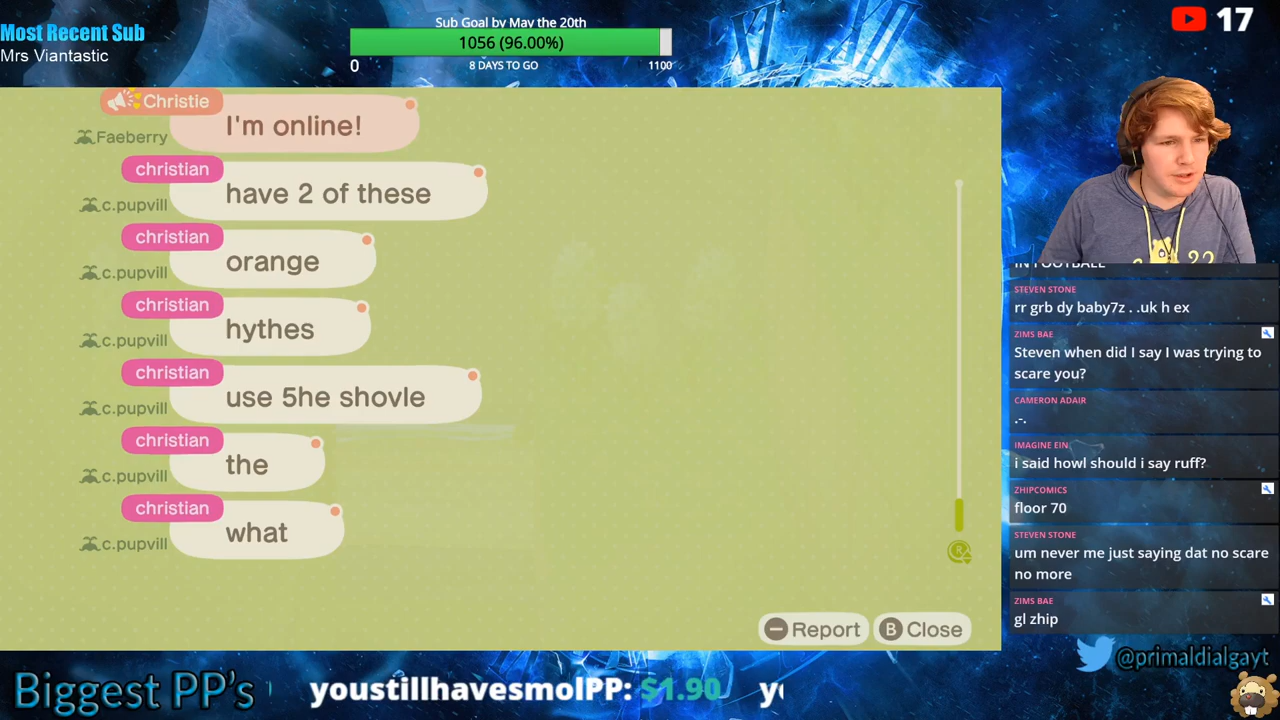 Most Recent Sub
Mrs Viantastic
Sub Goal by May the 20th
1056 (96.00%)
0
8 DAYS TO GO
1100
17
Christie
Faeberry
I'm online!
christian
c.pupvill
have 2 of these
christian
c.pupvill
orange
christian
c.pupvill
hythes
christian
c.pupvill
use 5he shovle
christian
c.pupvill
the
christian
c.pupvill
what
R
Report
B Close
IN FOOTBALL
STEVEN STONE
rr grb dy baby7z . .uk h ex
ZIMS BAE
Steven when did I say I was trying to
scare you?
CAMERON ADAIR
.-.
IMAGINE EIN
i said howl should i say ruff?
ZHIPCOMICS
floor 70
STEVEN STONE
um never me just saying dat no scare
no more
ZIMS BAE
gl zhip
@primaldialgayt
Biggest PP's
youstillhavesmolPP: $1.90